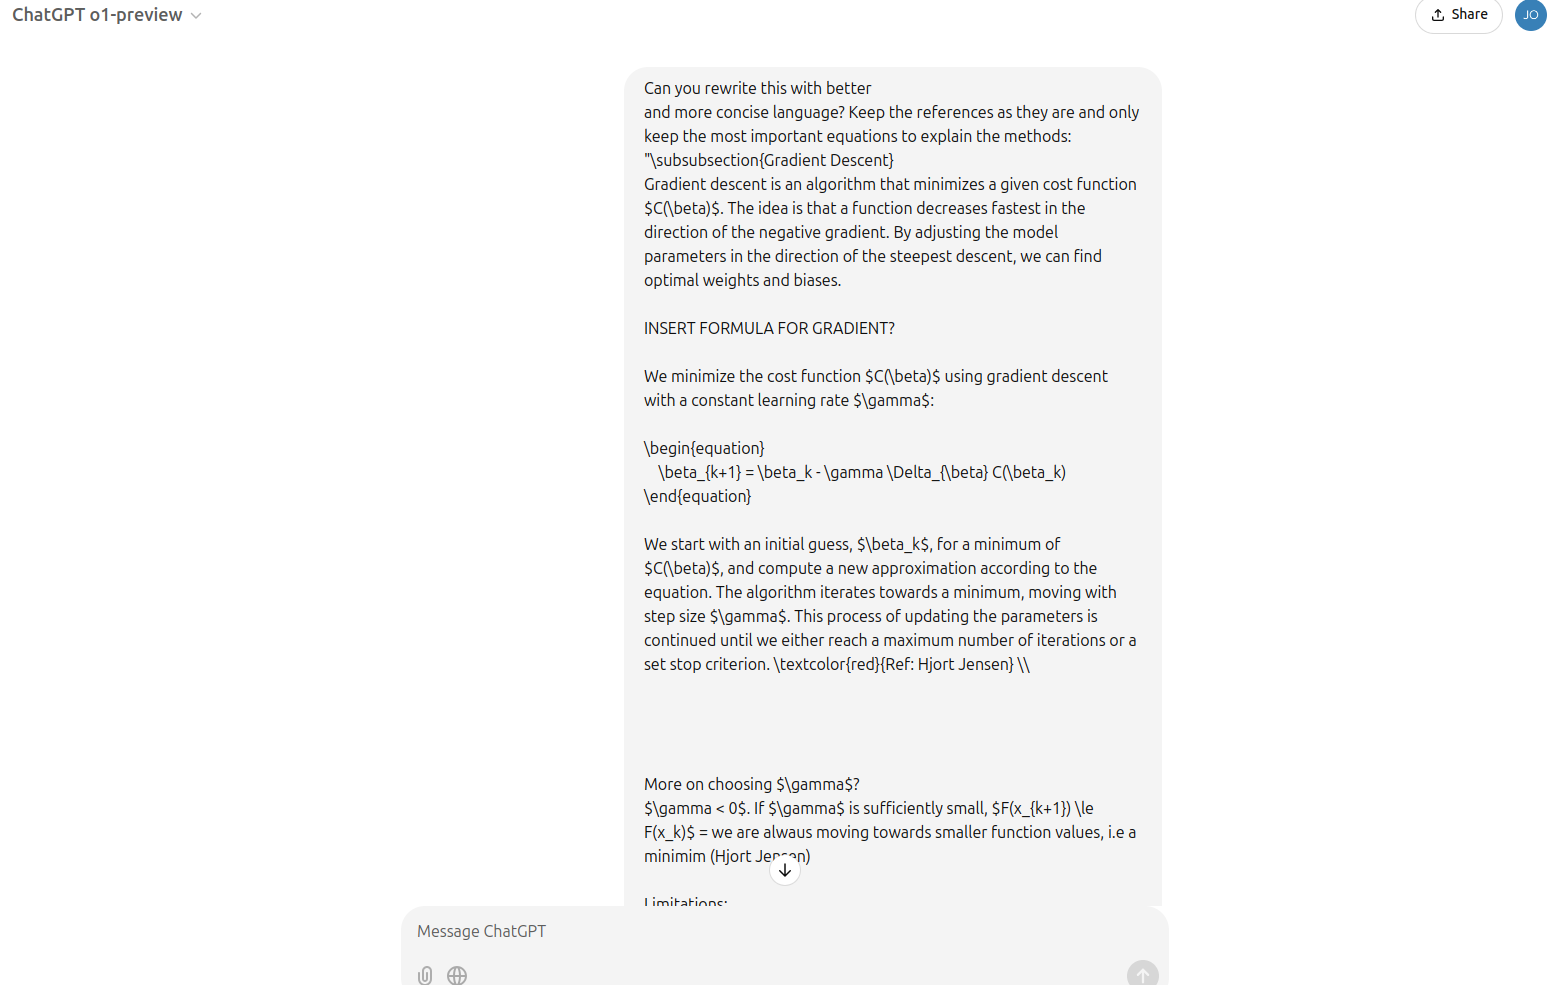 ChatGPT o1-preview
Share
JO
Can you rewrite this with better
and more concise language? Keep the references as they are and only
keep the most important equations to explain the methods:
"\subsubsection{Gradient Descent}
Gradient descent is an algorithm that minimizes a given cost function
$C(\beta)$. The idea is that a function decreases fastest in the
direction of the negative gradient. By adjusting the model
parameters in the direction of the steepest descent, we can find
optimal weights and biases.
INSERT FORMULA FOR GRADIENT?
We minimize the cost function $C(\beta)$ using gradient descent
with a constant learning rate $\gamma$:
\begin{equation}
\beta_{k+1} = \beta_k - \gamma \Delta_{\beta} C(\beta_k)
\end{equation}
We start with an initial guess, $\beta_k$, for a minimum of
$C(\beta)$, and compute a new approximation according to the
equation. The algorithm iterates towards a minimum, moving with
step size $\gamma$. This process of updating the parameters is
continued until we either reach a maximum number of iterations or a
set stop criterion. \textcolor{red}{Ref: Hjort Jensen} \\
More on choosing $\gamma$?
$\gamma < 0$. If $\gamma$ is sufficiently small, $F(x_{k+1}) \le
F(x_k)$ = we are alwaus moving towards smaller function values, i.e a
minimim (Hjort Jensen)
Limitations:
Message ChatGPT